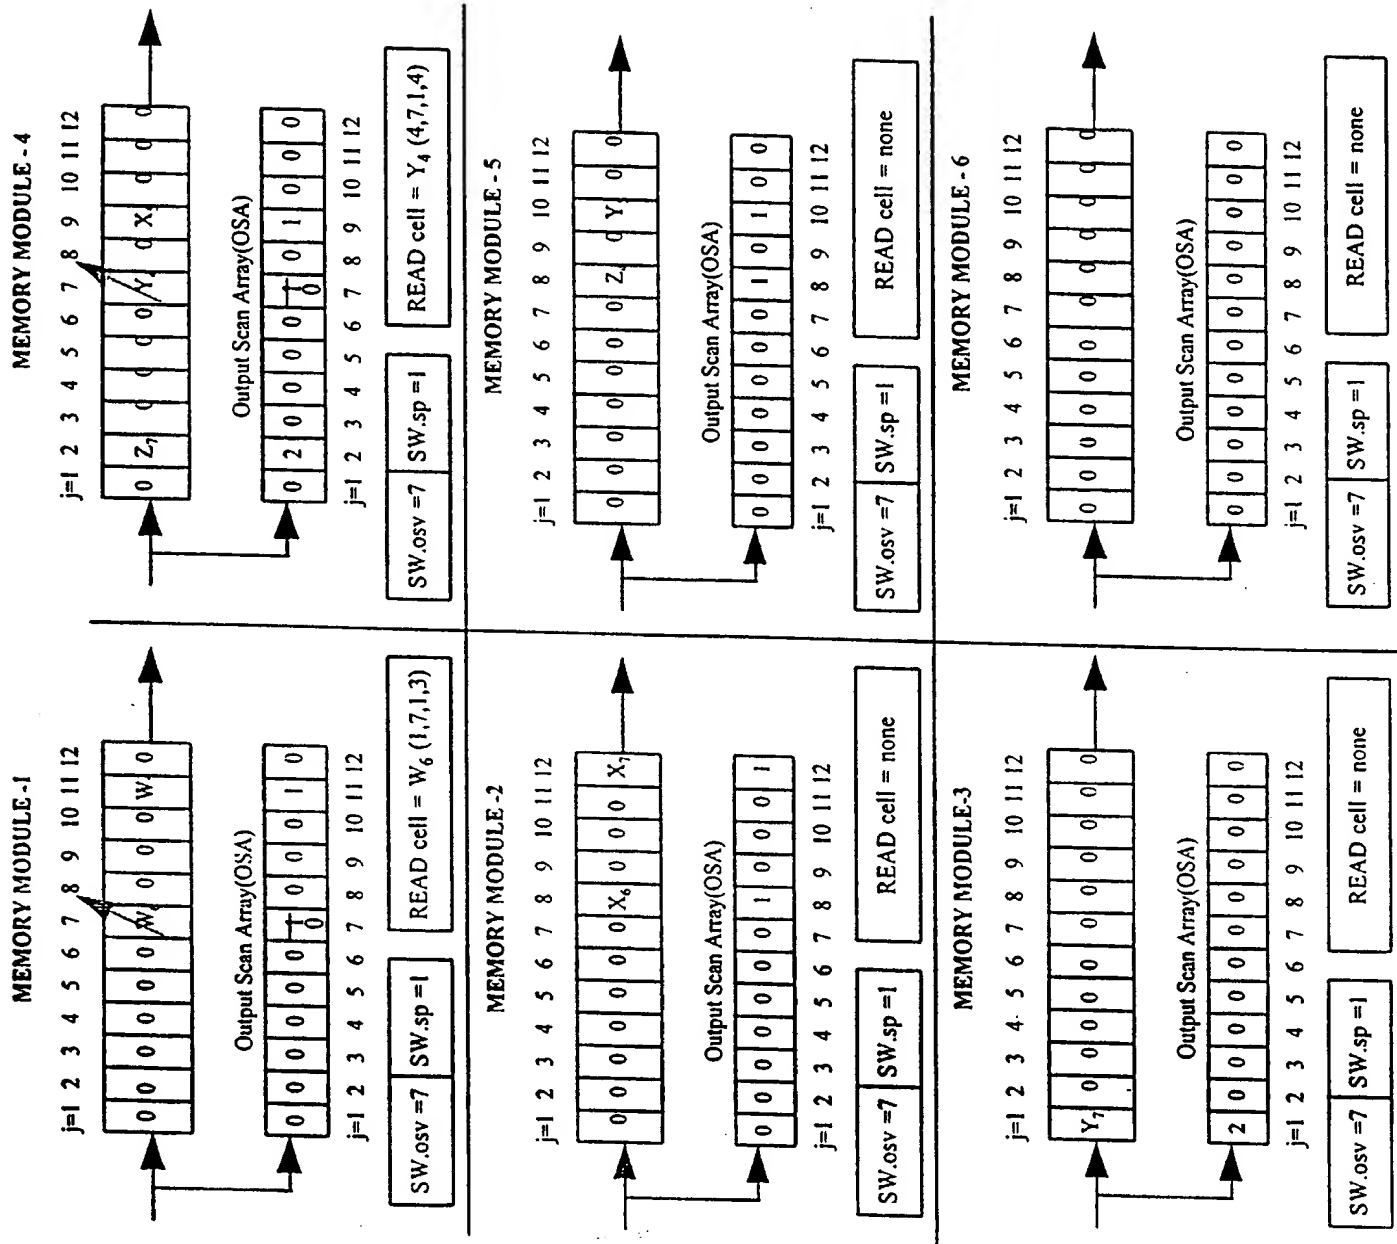 MEMORY MODULE -1
j=1 2 3 4 5 6 7 8 9 10 11 12
0 0 0 0 0 0 W 0 0 0 W 0
Output Scan Array(OSA)
0 0 0 0 0 0 1 0 0 0 0 1 0
j=1 2 3 4 5 6 7 8 9 10 11 12
SW.osv =7 SW.sp =1 READ cell = W6 (1,7,1,3)
MEMORY MODULE - 4
j=1 2 3 4 5 6 7 8 9 10 11 12
0 Z7 0 0 0 0 Y 0 X 0 0 0
Output Scan Array(OSA)
0 2 0 0 0 0 1 0 0 1 0 0 0
j=1 2 3 4 5 6 7 8 9 10 11 12
SW.osv =7 SW.sp =1 READ cell = Y4 (4,7,1,4)
MEMORY MODULE -2
j=1 2 3 4 5 6 7 8 9 10 11 12
0 0 0 0 0 0 0 X6 0 0 0 X7
Output Scan Array(OSA)
0 0 0 0 0 0 0 1 0 0 0 1
j=1 2 3 4 5 6 7 8 9 10 11 12
SW.osv =7 SW.sp =1 READ cell = none
MEMORY MODULE - 5
j=1 2 3 4 5 6 7 8 9 10 11 12
0 0 0 0 0 0 0 Z 0 Y 0 0
Output Scan Array(OSA)
0 0 0 0 0 0 0 1 0 1 0 0
j=1 2 3 4 5 6 7 8 9 10 11 12
SW.osv =7 SW.sp =1 READ cell = none
MEMORY MODULE-3
j=1 2 3 4 5 6 7 8 9 10 11 12
Y7 0 0 0 0 0 0 0 0 0 0 0
Output Scan Array(OSA)
2 0 0 0 0 0 0 0 0 0 0 0
j=1 2 3 4 5 6 7 8 9 10 11 12
SW.osv =7 SW.sp =1 READ cell = none
MEMORY MODULE - 6
j=1 2 3 4 5 6 7 8 9 10 11 12
0 0 0 0 0 0 0 0 0 0 0 0
Output Scan Array(OSA)
0 0 0 0 0 0 0 0 0 0 0 0
j=1 2 3 4 5 6 7 8 9 10 11 12
SW.osv =7 SW.sp =1 READ cell = none